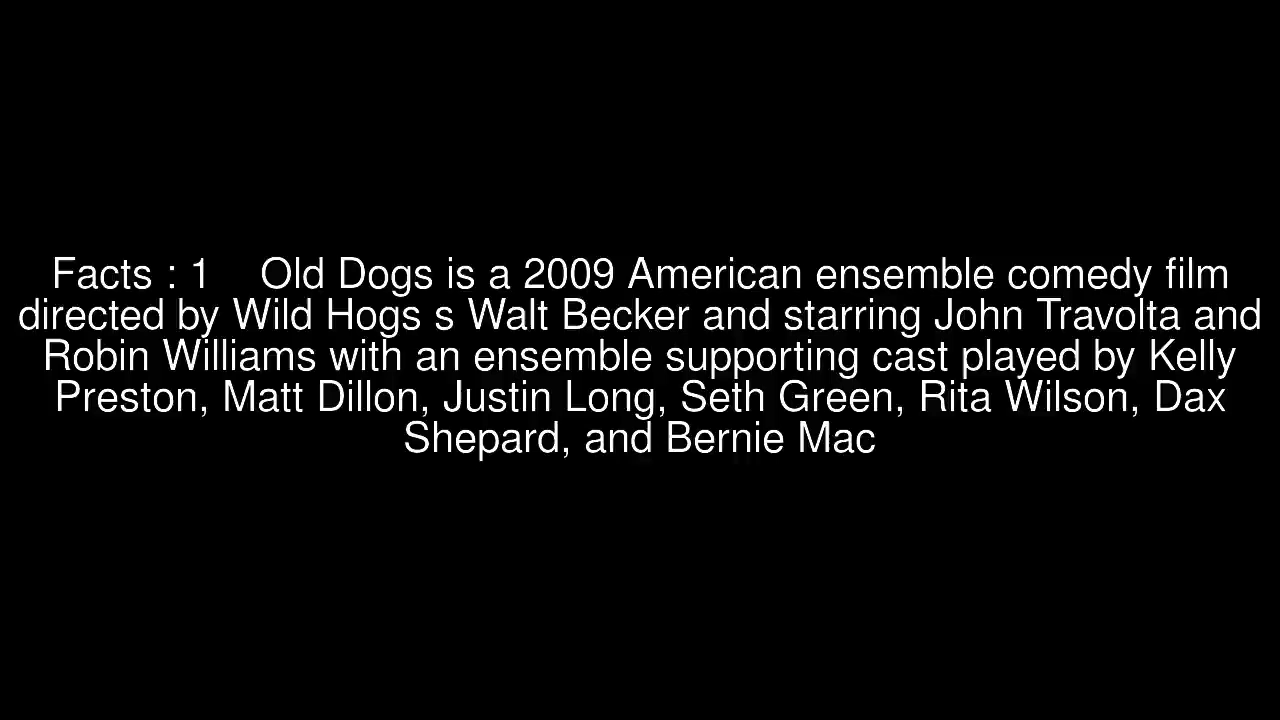 Facts : 1    Old Dogs is a 2009 American ensemble comedy film
directed by Wild Hogs s Walt Becker and starring John Travolta and
Robin Williams with an ensemble supporting cast played by Kelly
Preston, Matt Dillon, Justin Long, Seth Green, Rita Wilson, Dax
Shepard, and Bernie Mac